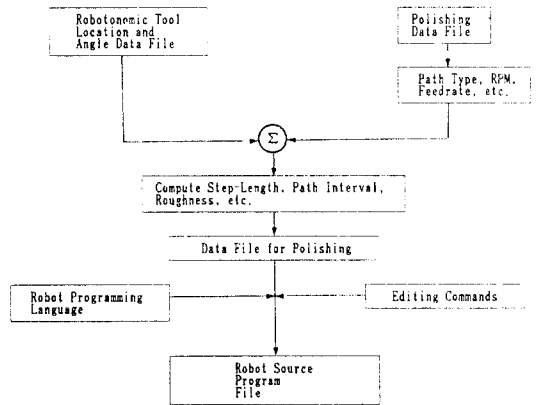 Robotonomic Tool
Location and
Angle Data File
Polishing
Data File
Path Type, RPM,
Feedrate, etc.
Σ
Compute Step-Length, Path Interval,
Roughness, etc.
Data File for Polishing
Robot Programming
Language
Editing Commands
Robot Source
Program
File